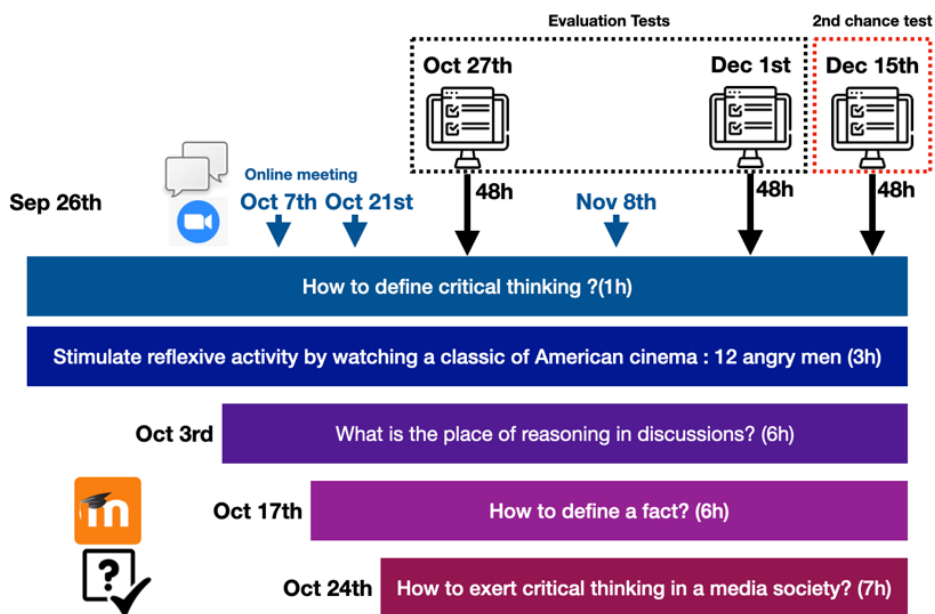 Evaluation Tests
2nd chance test
Oct 27th
Dec 1st
Dec 15th
Online meeting
Sep 26th
Oct 7th
Oct 21st
48h
Nov 8th
48h
48h
How to define critical thinking ?(1h)
Stimulate reflexive activity by watching a classic of American cinema : 12 angry men (3h)
Oct 3rd
What is the place of reasoning in discussions? (6h)
m
Oct 17th
How to define a fact? (6h)
?
Oct 24th
How to exert critical thinking in a media society? (7h)